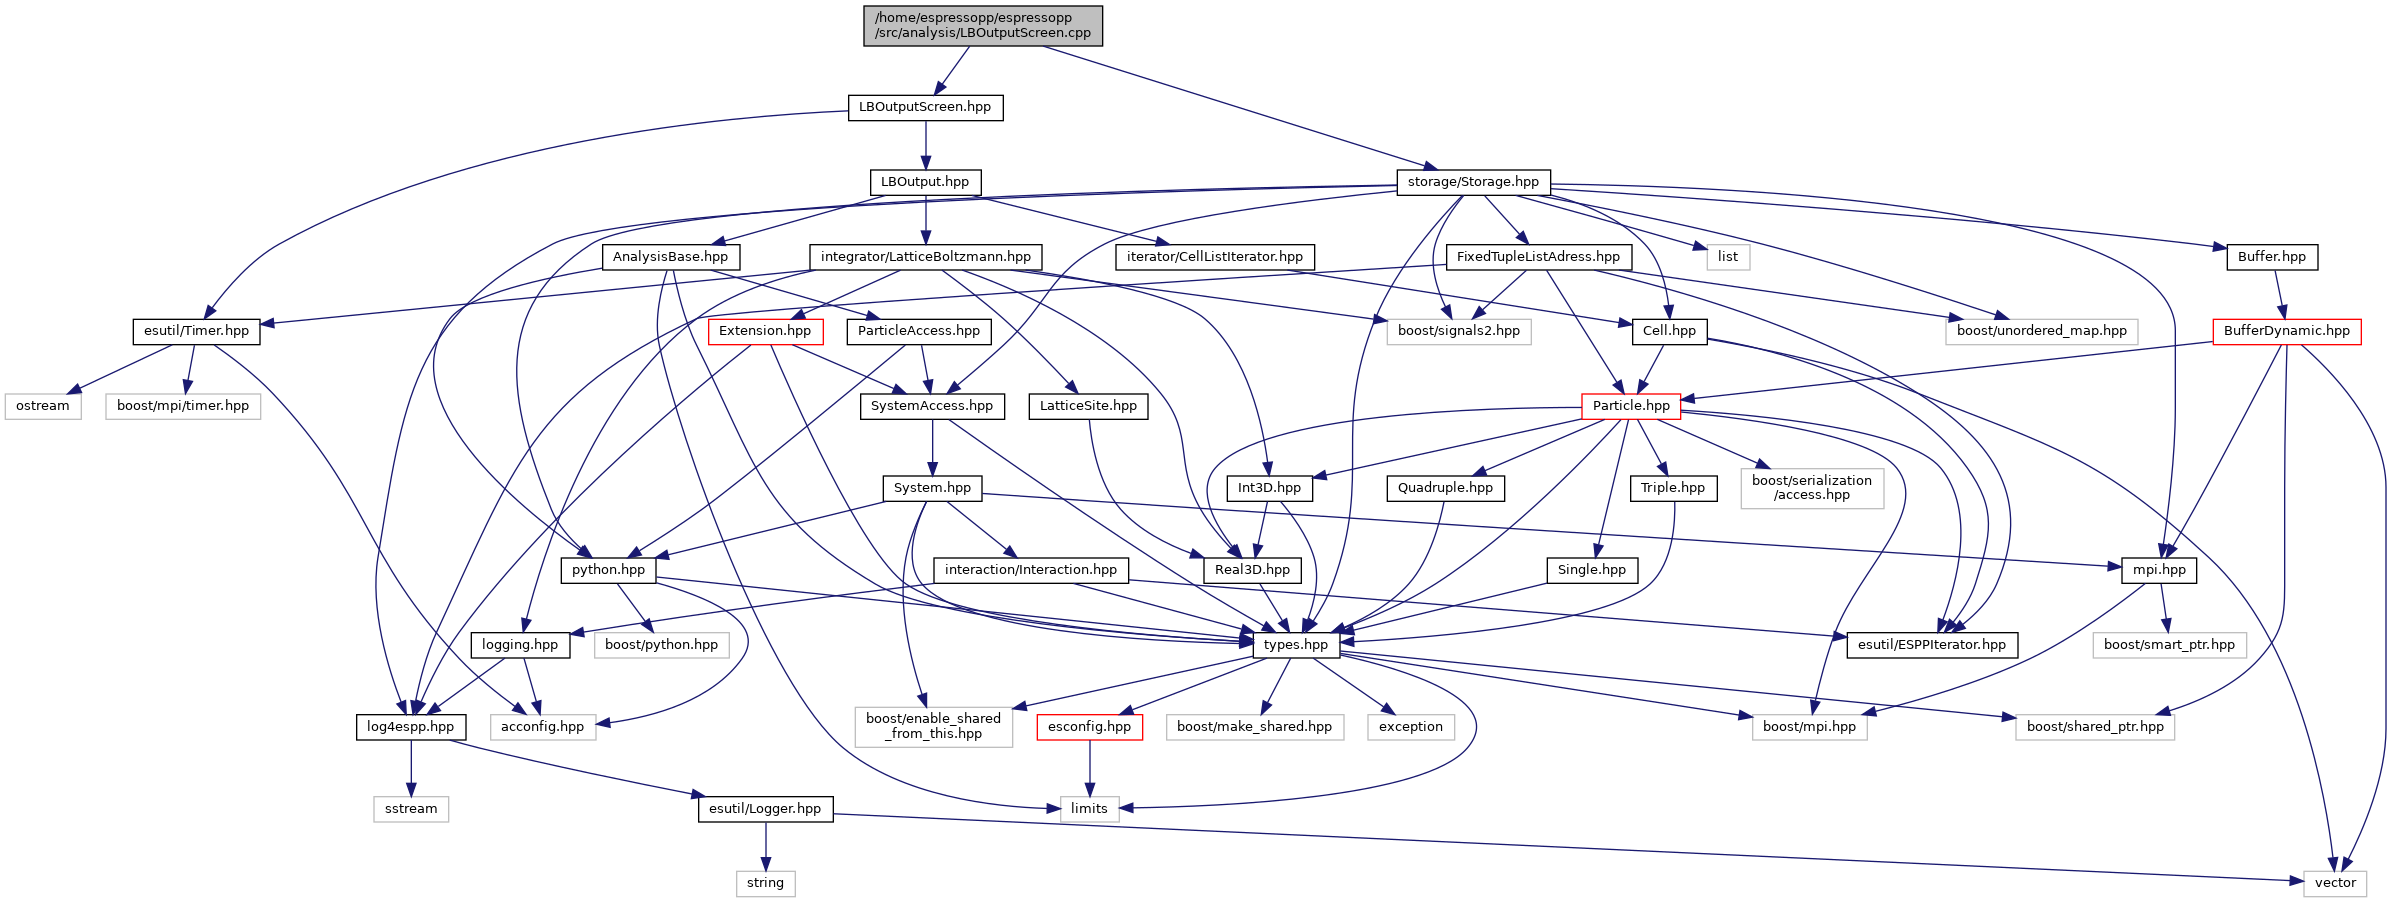 /home/espressopp/espressopp
/src/analysis/LBOutputScreen.cpp
LBOutputScreen.hpp
LBOutput.hpp
storage/Storage.hpp
AnalysisBase.hpp
integrator/LatticeBoltzmann.hpp
iterator/CellListIterator.hpp
FixedTupleListAdress.hpp
list
Buffer.hpp
esutil/Timer.hpp
Extension.hpp
ParticleAccess.hpp
boost/signals2.hpp
Cell.hpp
boost/unordered_map.hpp
BufferDynamic.hpp
ostream
boost/mpi/timer.hpp
SystemAccess.hpp
LatticeSite.hpp
Particle.hpp
System.hpp
Int3D.hpp
Quadruple.hpp
Triple.hpp
boost/serialization
/access.hpp
python.hpp
interaction/Interaction.hpp
Real3D.hpp
Single.hpp
mpi.hpp
logging.hpp
boost/python.hpp
types.hpp
esutil/ESPPIterator.hpp
boost/smart_ptr.hpp
log4espp.hpp
acconfig.hpp
boost/enable_shared
_from_this.hpp
esconfig.hpp
boost/make_shared.hpp
exception
boost/mpi.hpp
boost/shared_ptr.hpp
sstream
esutil/Logger.hpp
limits
string
vector